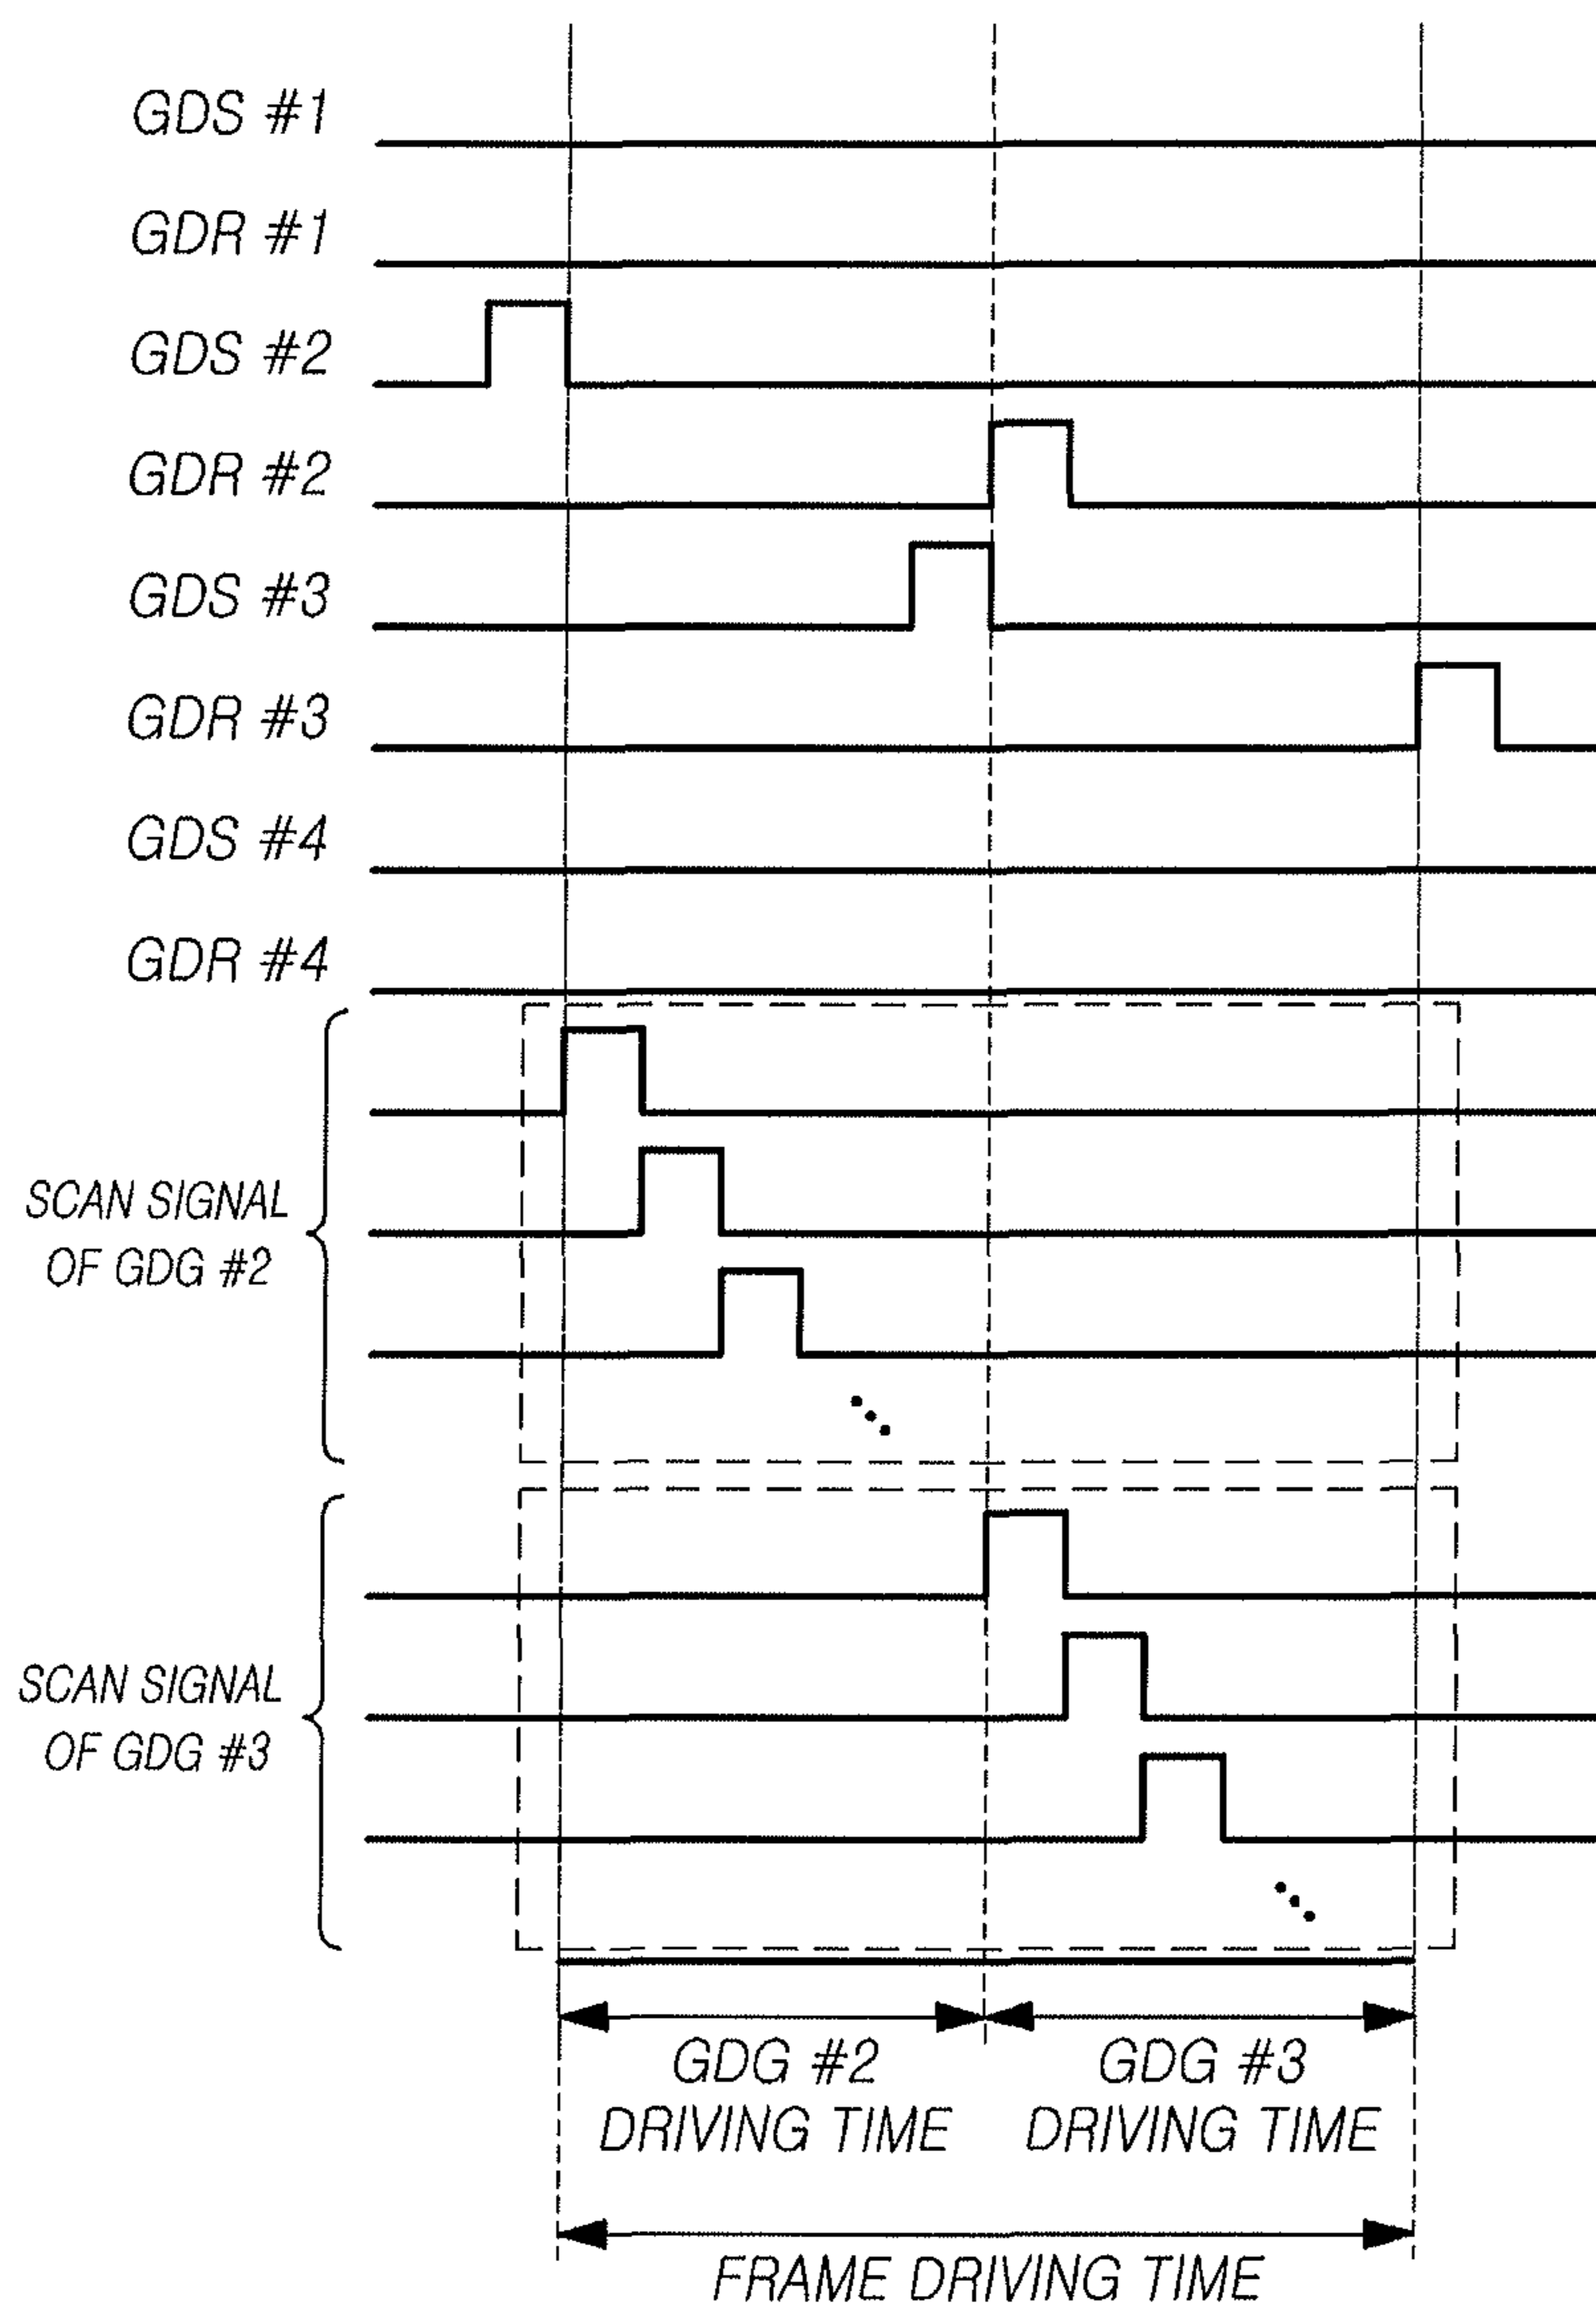 GDS #1
GDR #1
GDS #2
GDR #2
GDS #3
GDR #3
GDS #4
GDR #4
SCAN SIGNAL
OF GDG #2
SCAN SIGNAL
OF GDG #3
GDG #2
DRIVING TIME
GDG #3
DRIVING TIME
FRAME DRIVING TIME